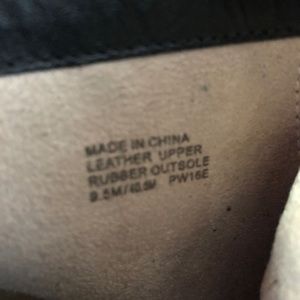 MADE IN CHINA
LEATHER UPPER
RUBBER OUTSOLE
9.5M/40.5M PW16E